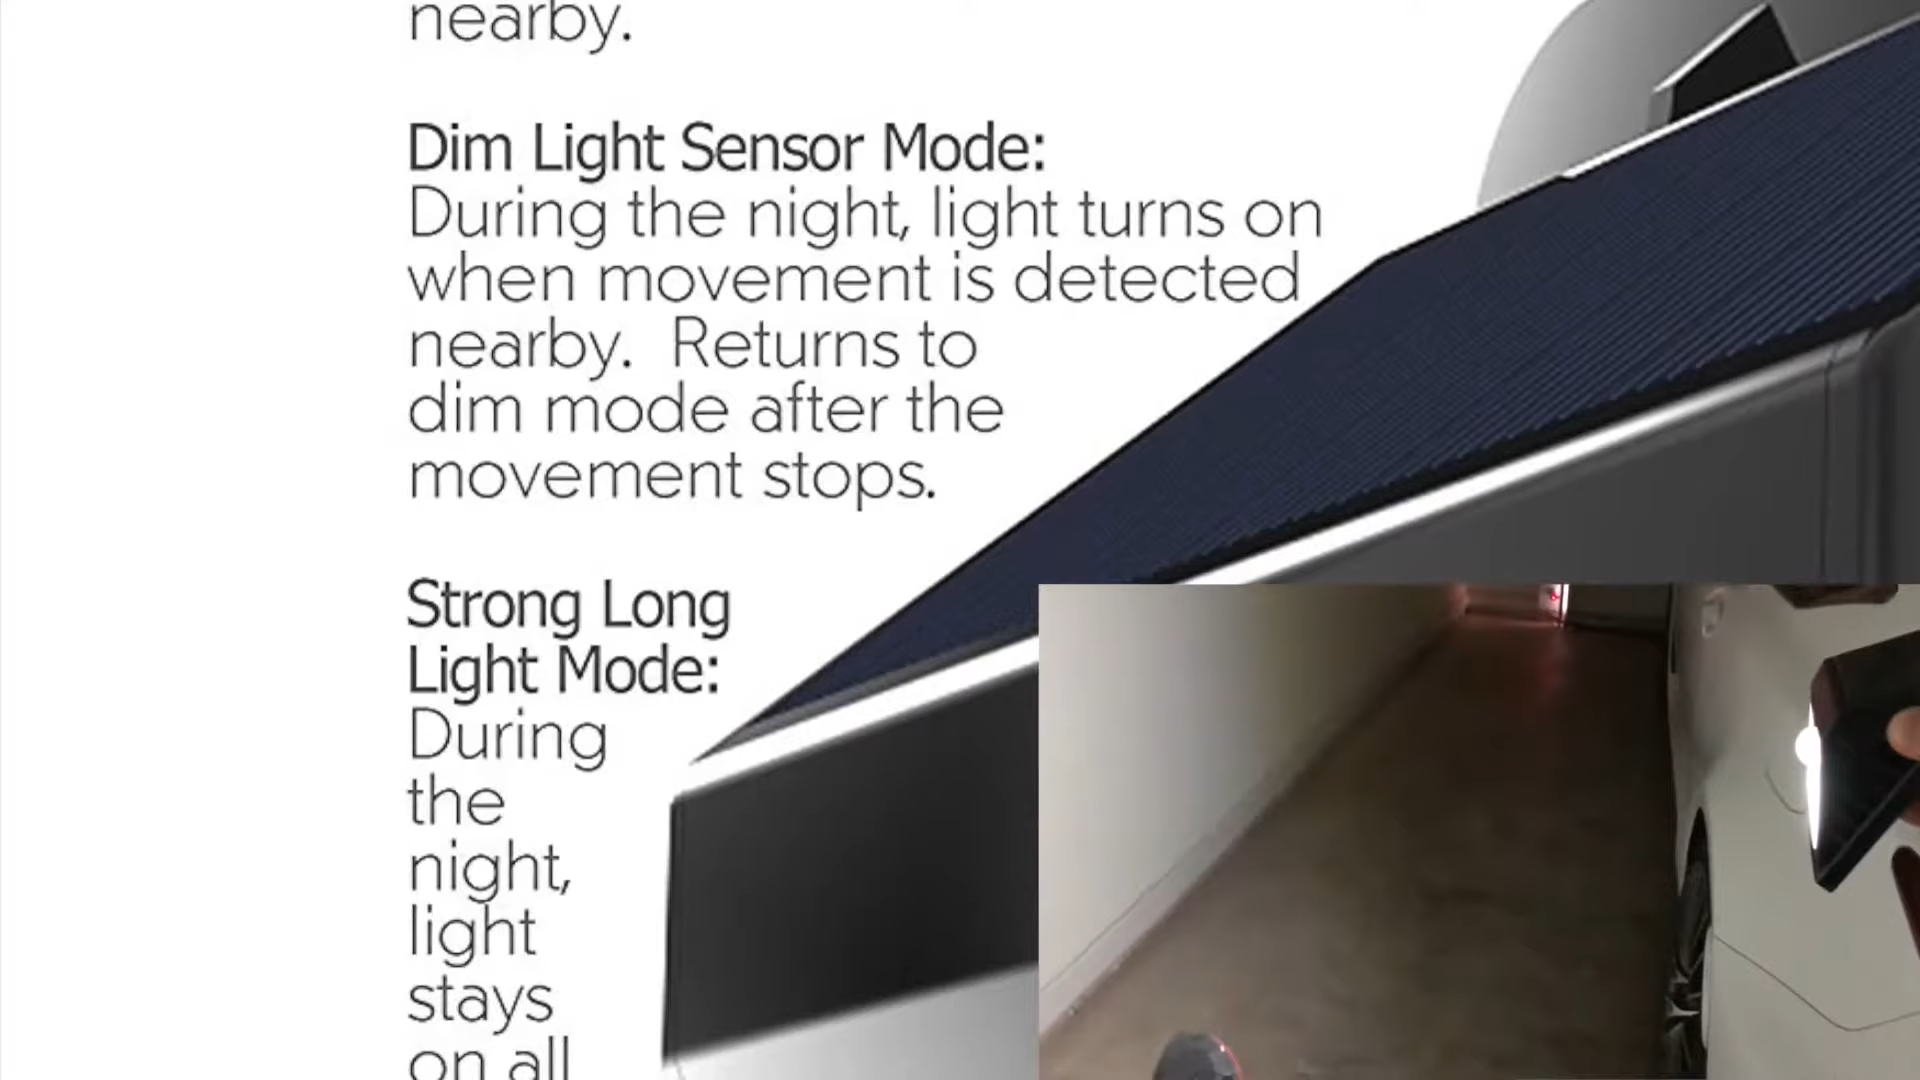 nearby.
Dim Light Sensor Mode:
During the night, light turns on
when movement is detected
nearby.  Returns to
dim mode after the
movement stops.
Strong Long
Light Mode:
During
the
night,
light
stays
on all